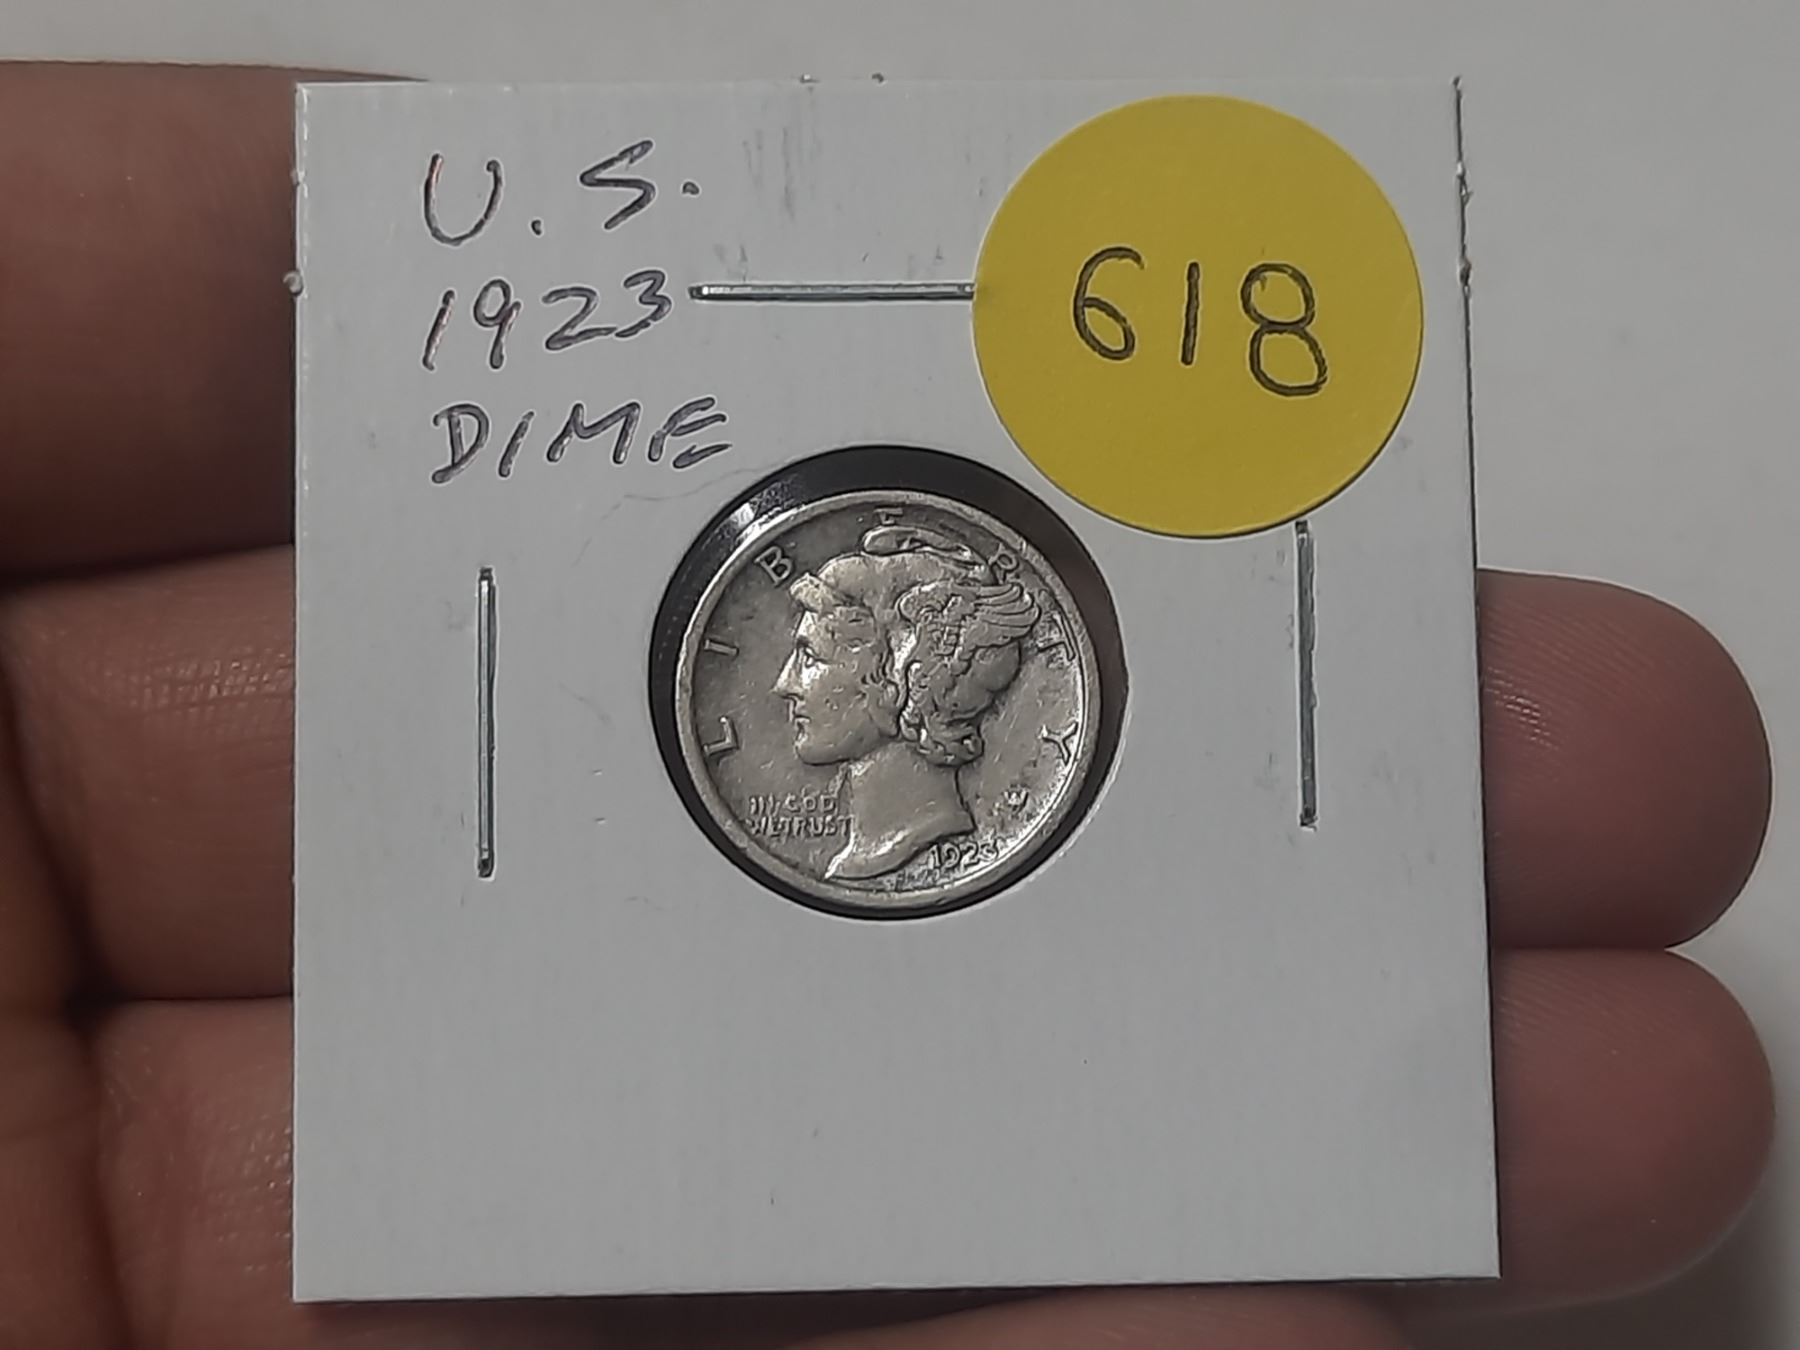 U.S.
1923
DIME
618
LIBERTY
IN GOD
WE TRUST
1923